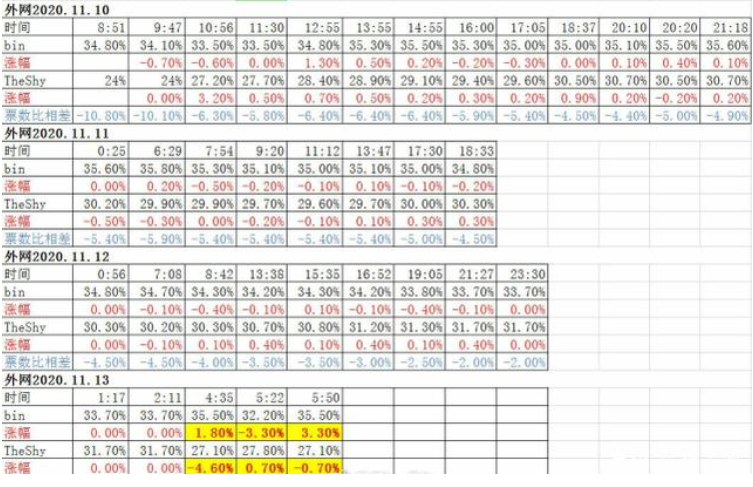 外网2020.11.10
时间 8:51 9:47 10:56 11:30 12:55 13:55 14:55 16:00 17:05 18:37 20:10 20:20 21:18
bin 34.80% 34.10% 33.50% 33.50% 34.80% 35.30% 35.50% 35.30% 35.00% 35.00% 35.10% 35.50% 35.60%
涨幅 -0.70% -0.60% 0.00% 1.30% 0.50% 0.20% -0.20% -0.30% 0.00% 0.10% 0.40% 0.10%
TheShy 24% 24% 27.20% 27.70% 28.40% 28.90% 29.10% 29.40% 29.60% 30.50% 30.70% 30.50% 30.70%
涨幅 0.00% 3.20% 0.50% 0.70% 0.50% 0.20% 0.30% 0.20% 0.90% 0.20% -0.20% 0.20%
票数比相差 -10.80% -10.10% -6.30% -5.80% -6.40% -6.40% -6.40% -5.90% -5.40% -4.50% -4.40% -5.00% -4.90%
外网2020.11.11
时间 0:25 6:29 7:54 9:20 11:12 13:47 17:30 18:33
bin 35.60% 35.80% 35.30% 35.10% 35.00% 35.10% 35.00% 34.80%
涨幅 0.00% 0.20% -0.50% -0.20% -0.10% 0.10% -0.10% -0.20%
TheShy 30.20% 29.90% 29.90% 29.70% 29.60% 29.70% 30.00% 30.30%
涨幅 -0.50% -0.30% 0.00% -0.20% -0.10% 0.10% 0.30% 0.30%
票数比相差 -5.40% -5.90% -5.40% -5.40% -5.40% -5.40% -5.00% -4.50%
外网2020.11.12
时间 0:56 7:08 8:42 13:38 15:35 16:52 19:05 21:27 23:30
bin 34.80% 34.70% 34.30% 34.20% 34.30% 34.20% 33.80% 33.70% 33.70%
涨幅 0.00% -0.10% -0.40% -0.10% 0.10% -0.10% -0.40% -0.10% 0.00%
TheShy 30.30% 30.20% 30.30% 30.70% 30.80% 31.20% 31.30% 31.70% 31.70%
涨幅 0.00% -0.10% 0.10% 0.40% 0.10% 0.40% 0.10% 0.40% 0.00%
票数比相差 -4.50% -4.50% -4.00% -3.50% -3.50% -3.00% -2.50% -2.00% -2.00%
外网2020.11.13
时间 1:17 2:11 4:35 5:22 5:50
bin 33.70% 33.70% 35.50% 32.20% 35.50%
涨幅 0.00% 0.00% 1.80% -3.30% 3.30%
TheShy 31.70% 31.70% 27.10% 27.80% 27.10%
涨幅 0.00% 0.00% -4.60% 0.70% -0.70%